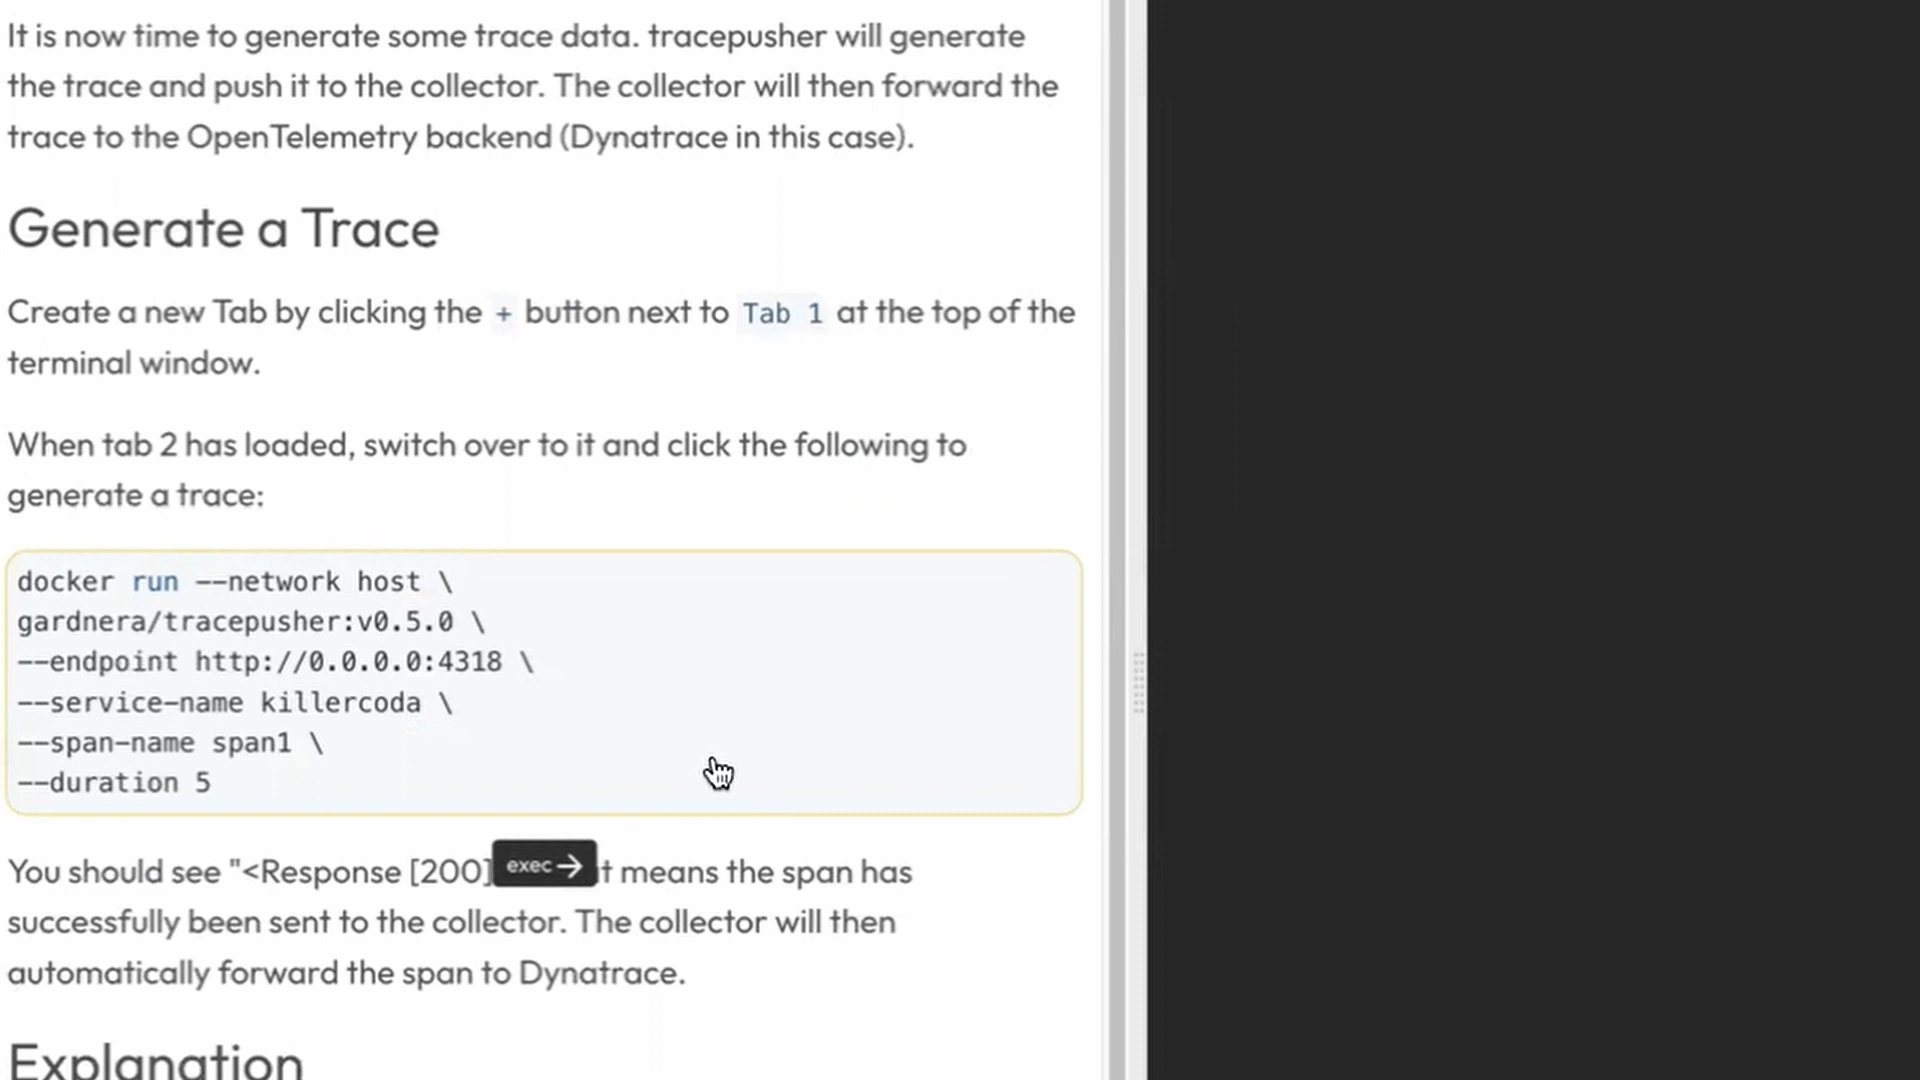 It is now time to generate some trace data. tracepusher will generate
the trace and push it to the collector. The collector will then forward the
trace to the OpenTelemetry backend (Dynatrace in this case).
Generate a Trace
Create a new Tab by clicking the + button next to Tab 1 at the top of the
terminal window.
When tab 2 has loaded, switch over to it and click the following to
generate a trace:
docker run --network host \
gardnera/tracepusher:v0.5.0 \
--endpoint http://0.0.0.0:4318 \
--service-name killercoda \
--span-name span1 \
--duration 5
You should see "<Response [200] exec→ t means the span has
successfully been sent to the collector. The collector will then
automatically forward the span to Dynatrace.
Explanation